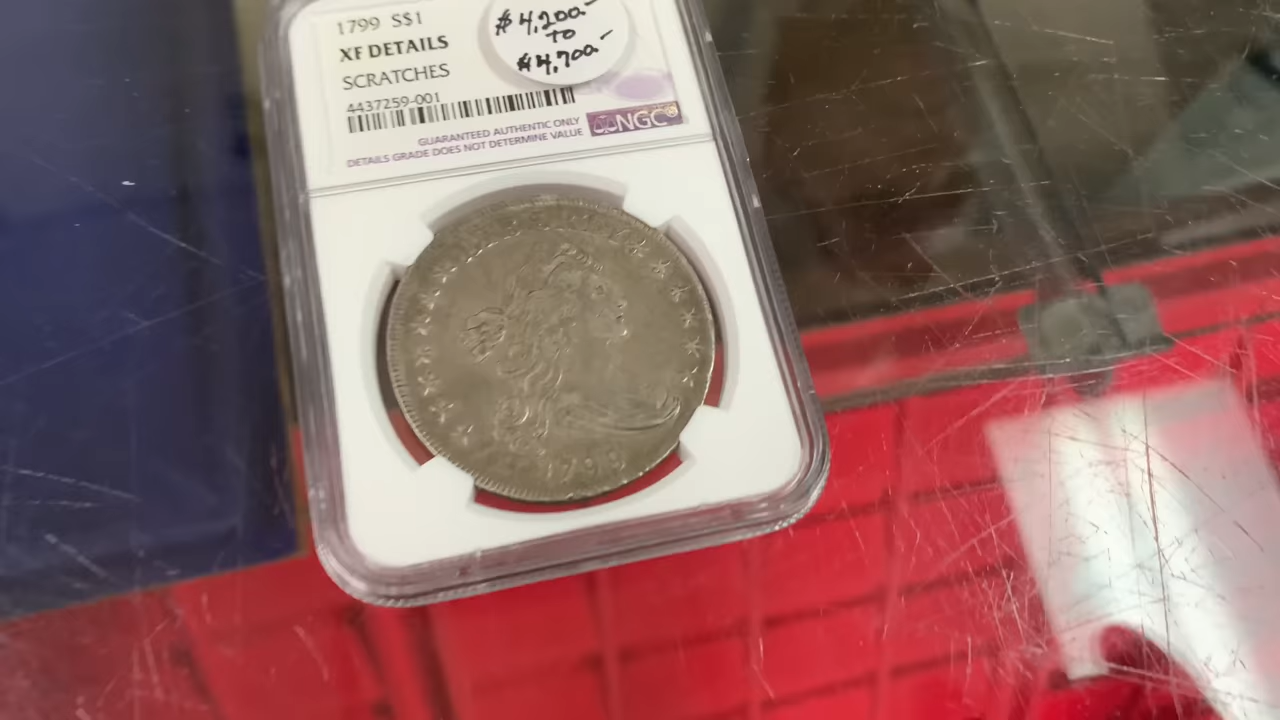 1799 S$1
XF DETAILS
SCRATCHES
4437259-001
GUARANTEED AUTHENTIC ONLY
DETAILS GRADE DOES NOT DETERMINE VALUE
NGC
$4,200.-
TO
$4,700.-
1799